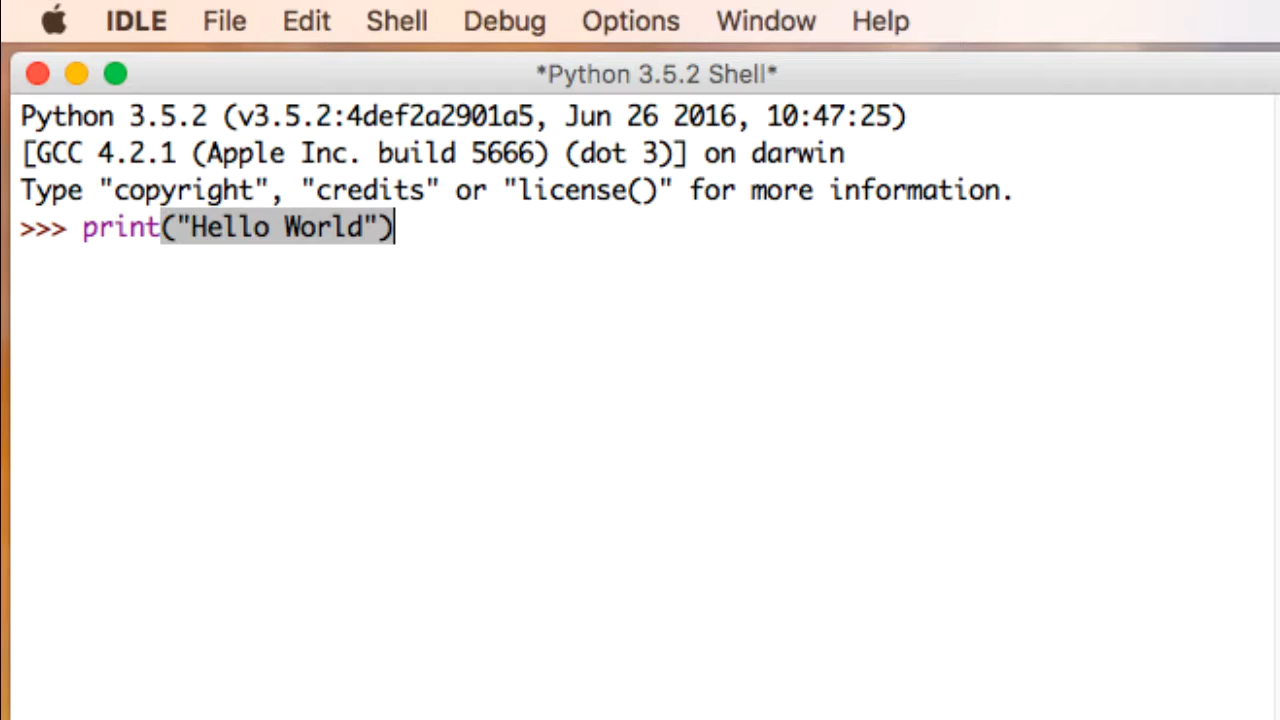 IDLE File Edit Shell Debug Options Window Help
*Python 3.5.2 Shell*
Python 3.5.2 (v3.5.2:4def2a2901a5, Jun 26 2016, 10:47:25)
[GCC 4.2.1 (Apple Inc. build 5666) (dot 3)] on darwin
Type "copyright", "credits" or "license()" for more information.
>>> print("Hello World")